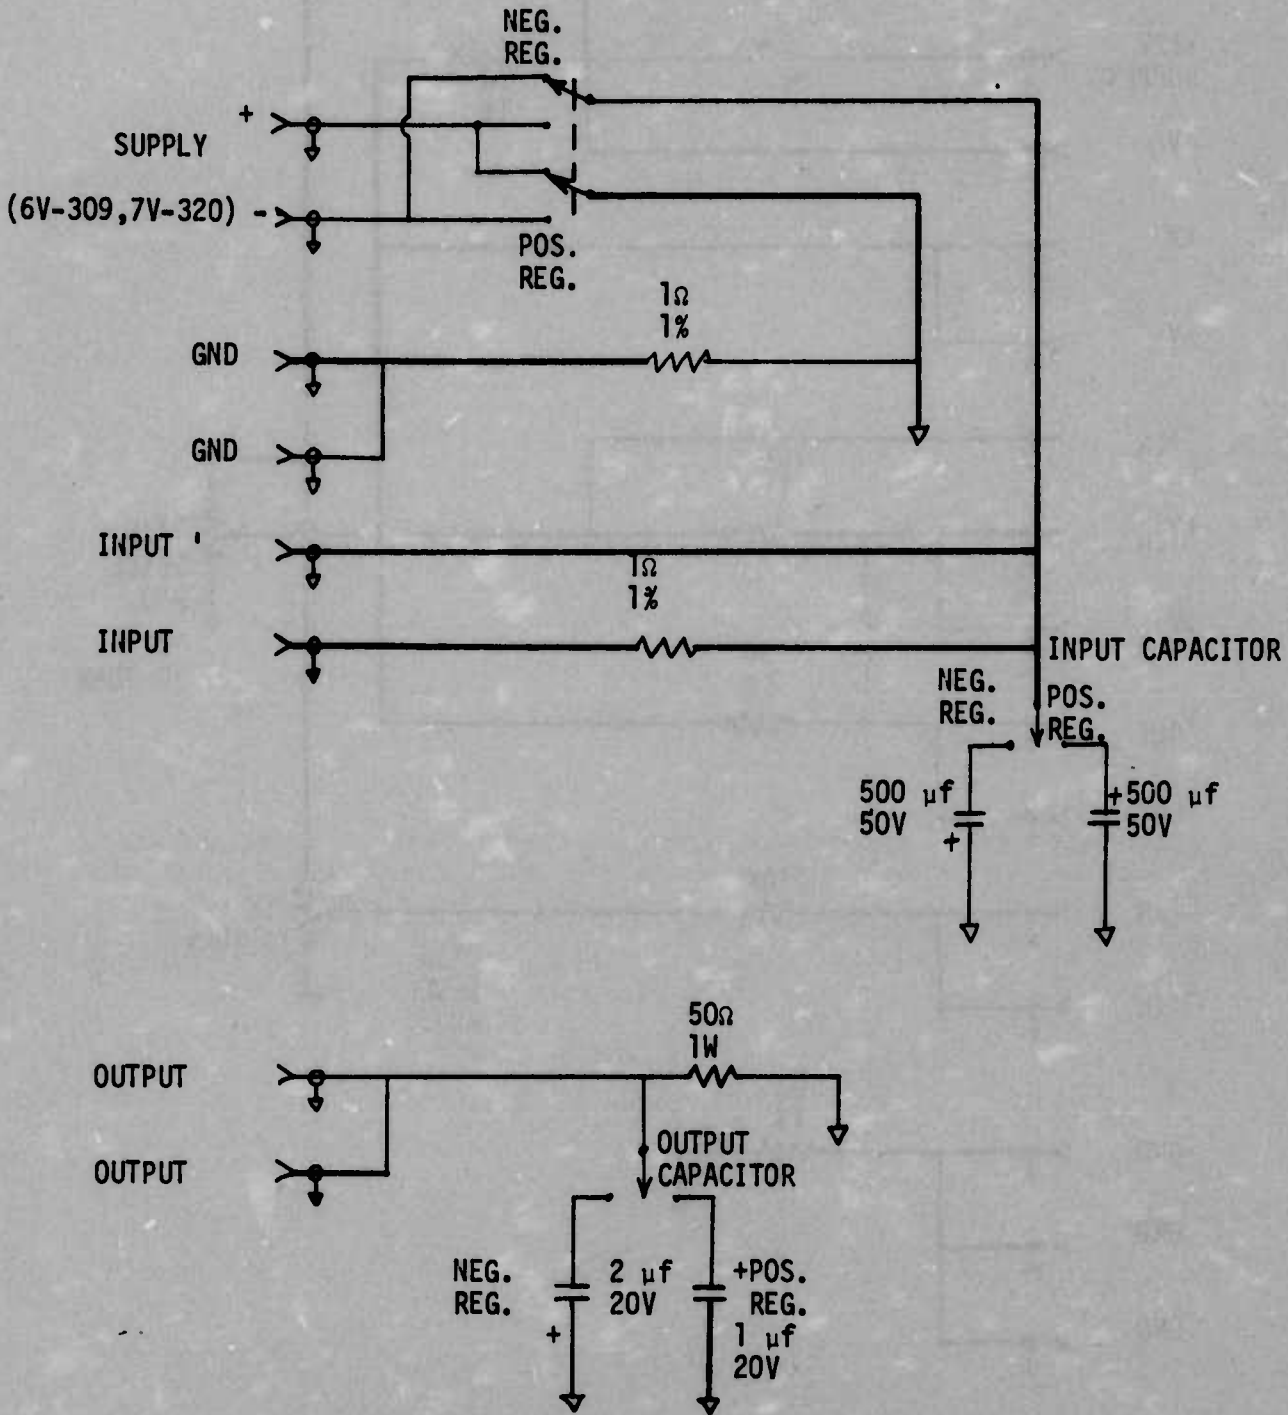 NEG.
REG.
+
SUPPLY
(6V-309,7V-320) -
POS.
REG.
1Ω
1%
GND
GND
INPUT '
1Ω
1%
INPUT
INPUT CAPACITOR
NEG.
REG.
POS.
REG.
500 µf
50V
+
+500 µf
50V
50Ω
1W
OUTPUT
OUTPUT
OUTPUT
CAPACITOR
NEG.
REG.
2 µf
20V
+
+POS.
REG.
1 µf
20V